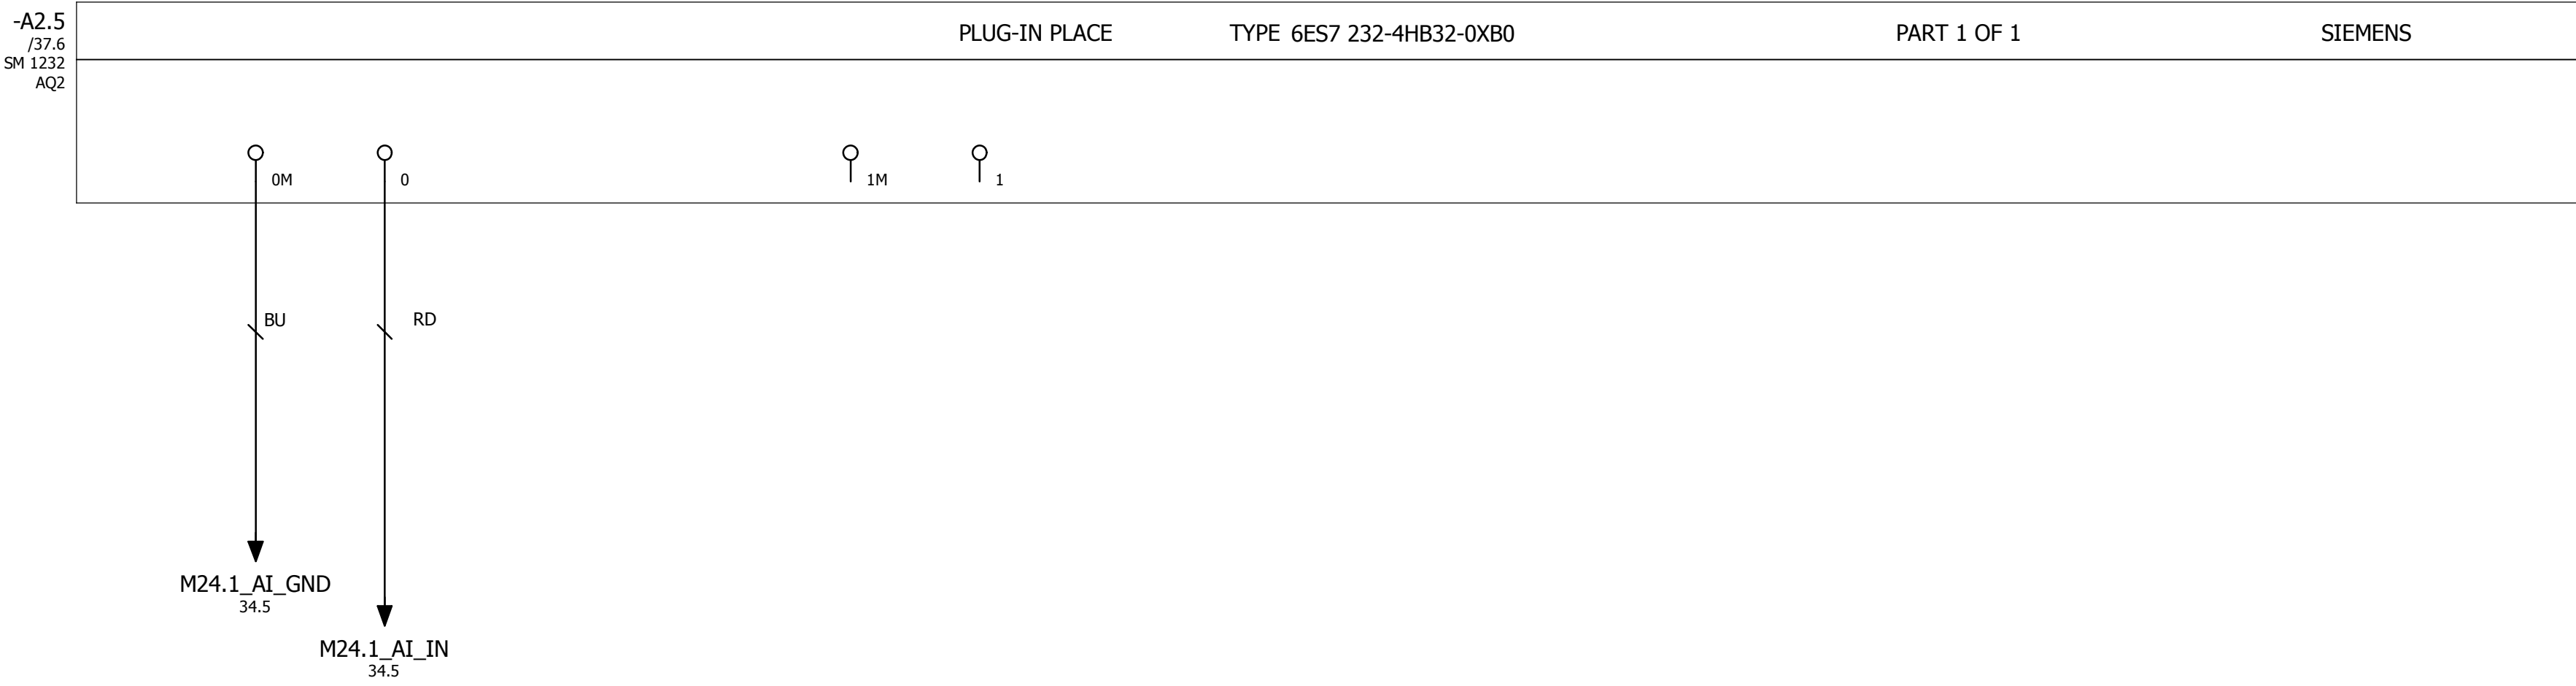 -A2.5
/37.6
SM 1232
AQ2
PLUG-IN PLACE TYPE 6ES7 232-4HB32-0XB0 PART 1 OF 1 SIEMENS
0M 0 1M 1
BU RD
M24.1_AI_GND
34.5
M24.1_AI_IN
34.5